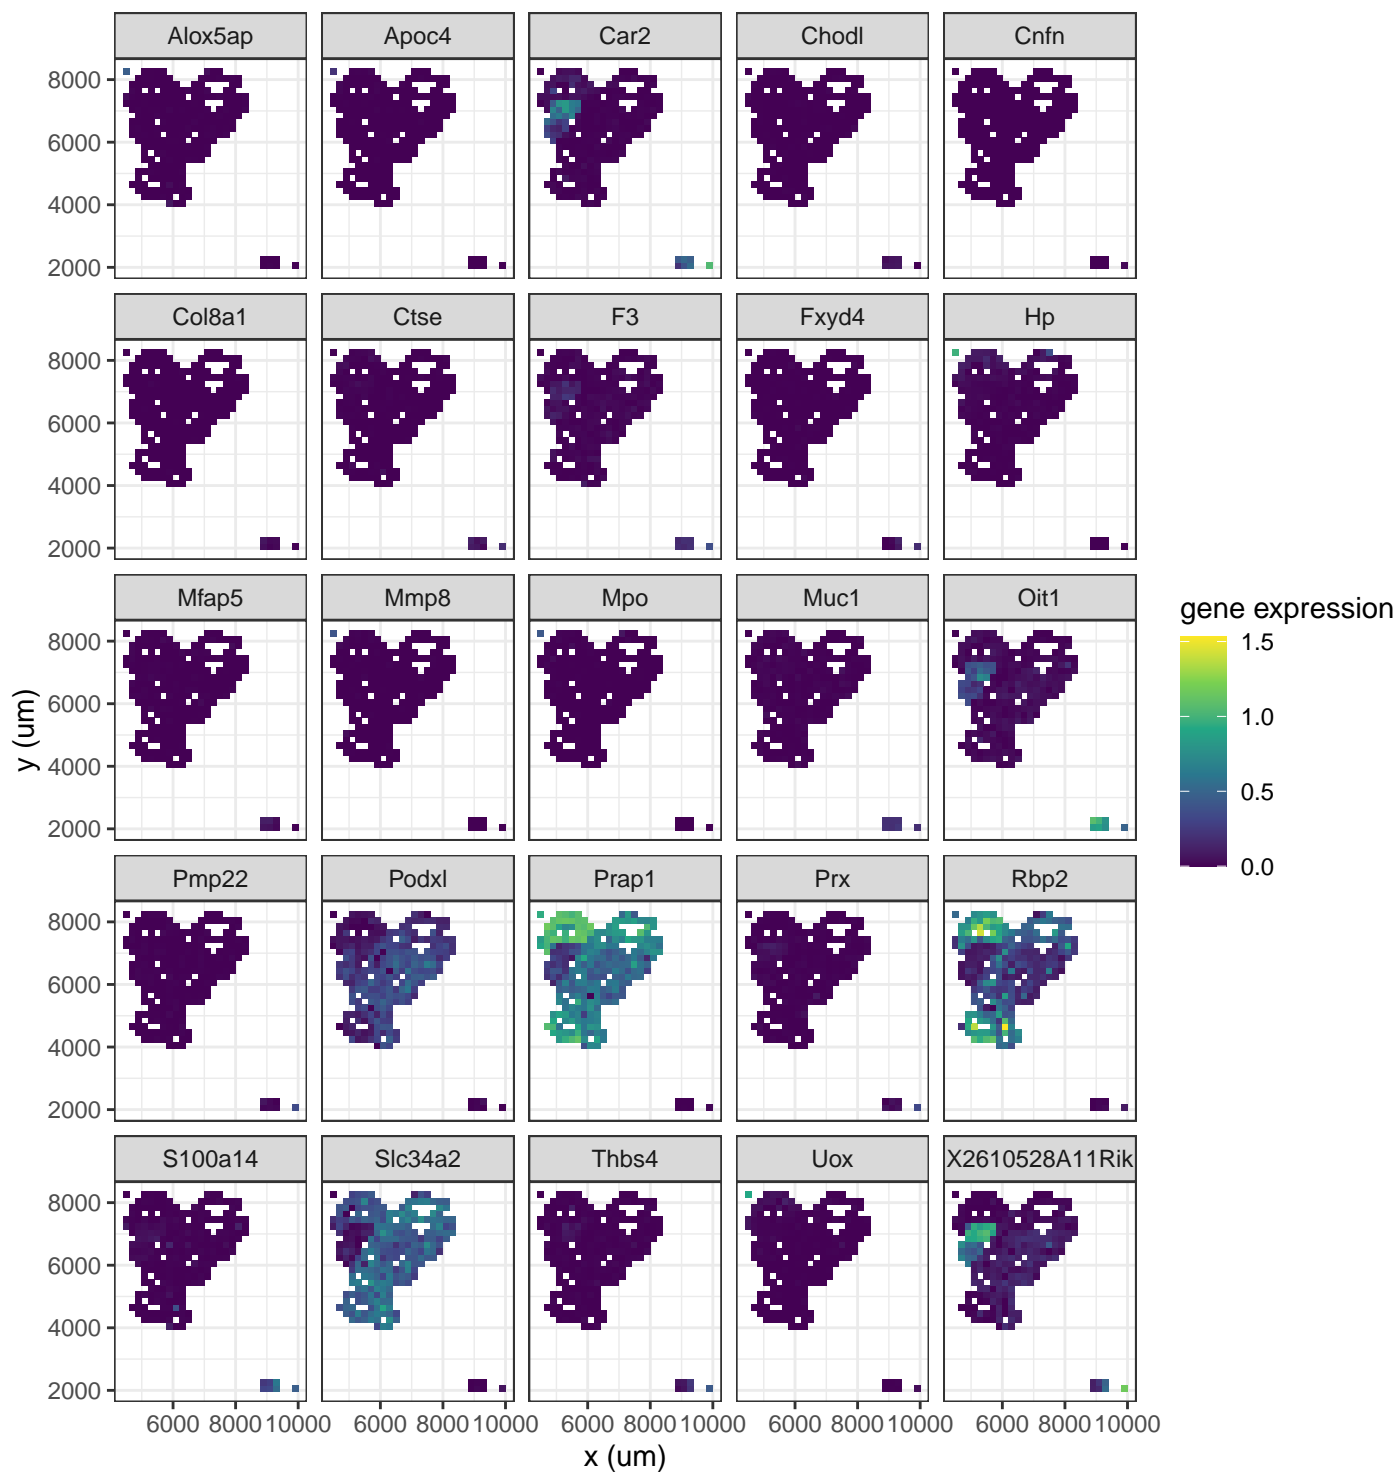 Alox5ap Apoc4 Car2 Chodl Cnfn
8000
6000
4000
2000
Col8a1 Ctse F3 Fxyd4 Hp
8000
6000
4000
2000
Mfap5 Mmp8 Mpo Muc1 Oit1
8000
6000
4000
2000
Pmp22 Podxl Prap1 Prx Rbp2
8000
6000
4000
2000
S100a14 Slc34a2 Thbs4 Uox X2610528A11Rik
8000
6000
4000
2000
6000 8000 10000 6000 8000 10000 6000 8000 10000 6000 8000 10000 6000 8000 10000
x (um)
y (um)
gene expression
1.5
1.0
0.5
0.0